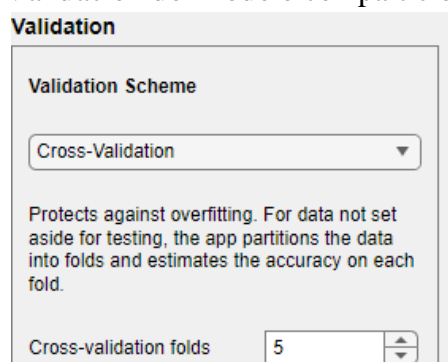 Validation
Validation Scheme
Cross-Validation
Protects against overfitting. For data not set
aside for testing, the app partitions the data
into folds and estimates the accuracy on each
fold.
Cross-validation folds 5